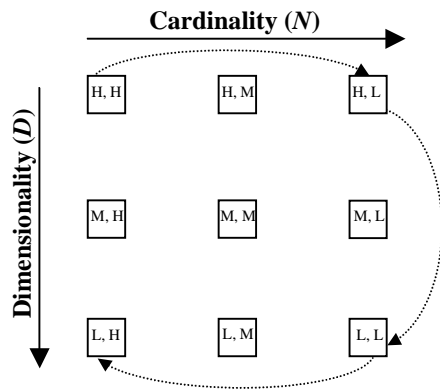 Cardinality (N)
H, H
H, M
H, L
Dimensionality (D)
M, H
M, M
M, L
L, H
L, M
L, L